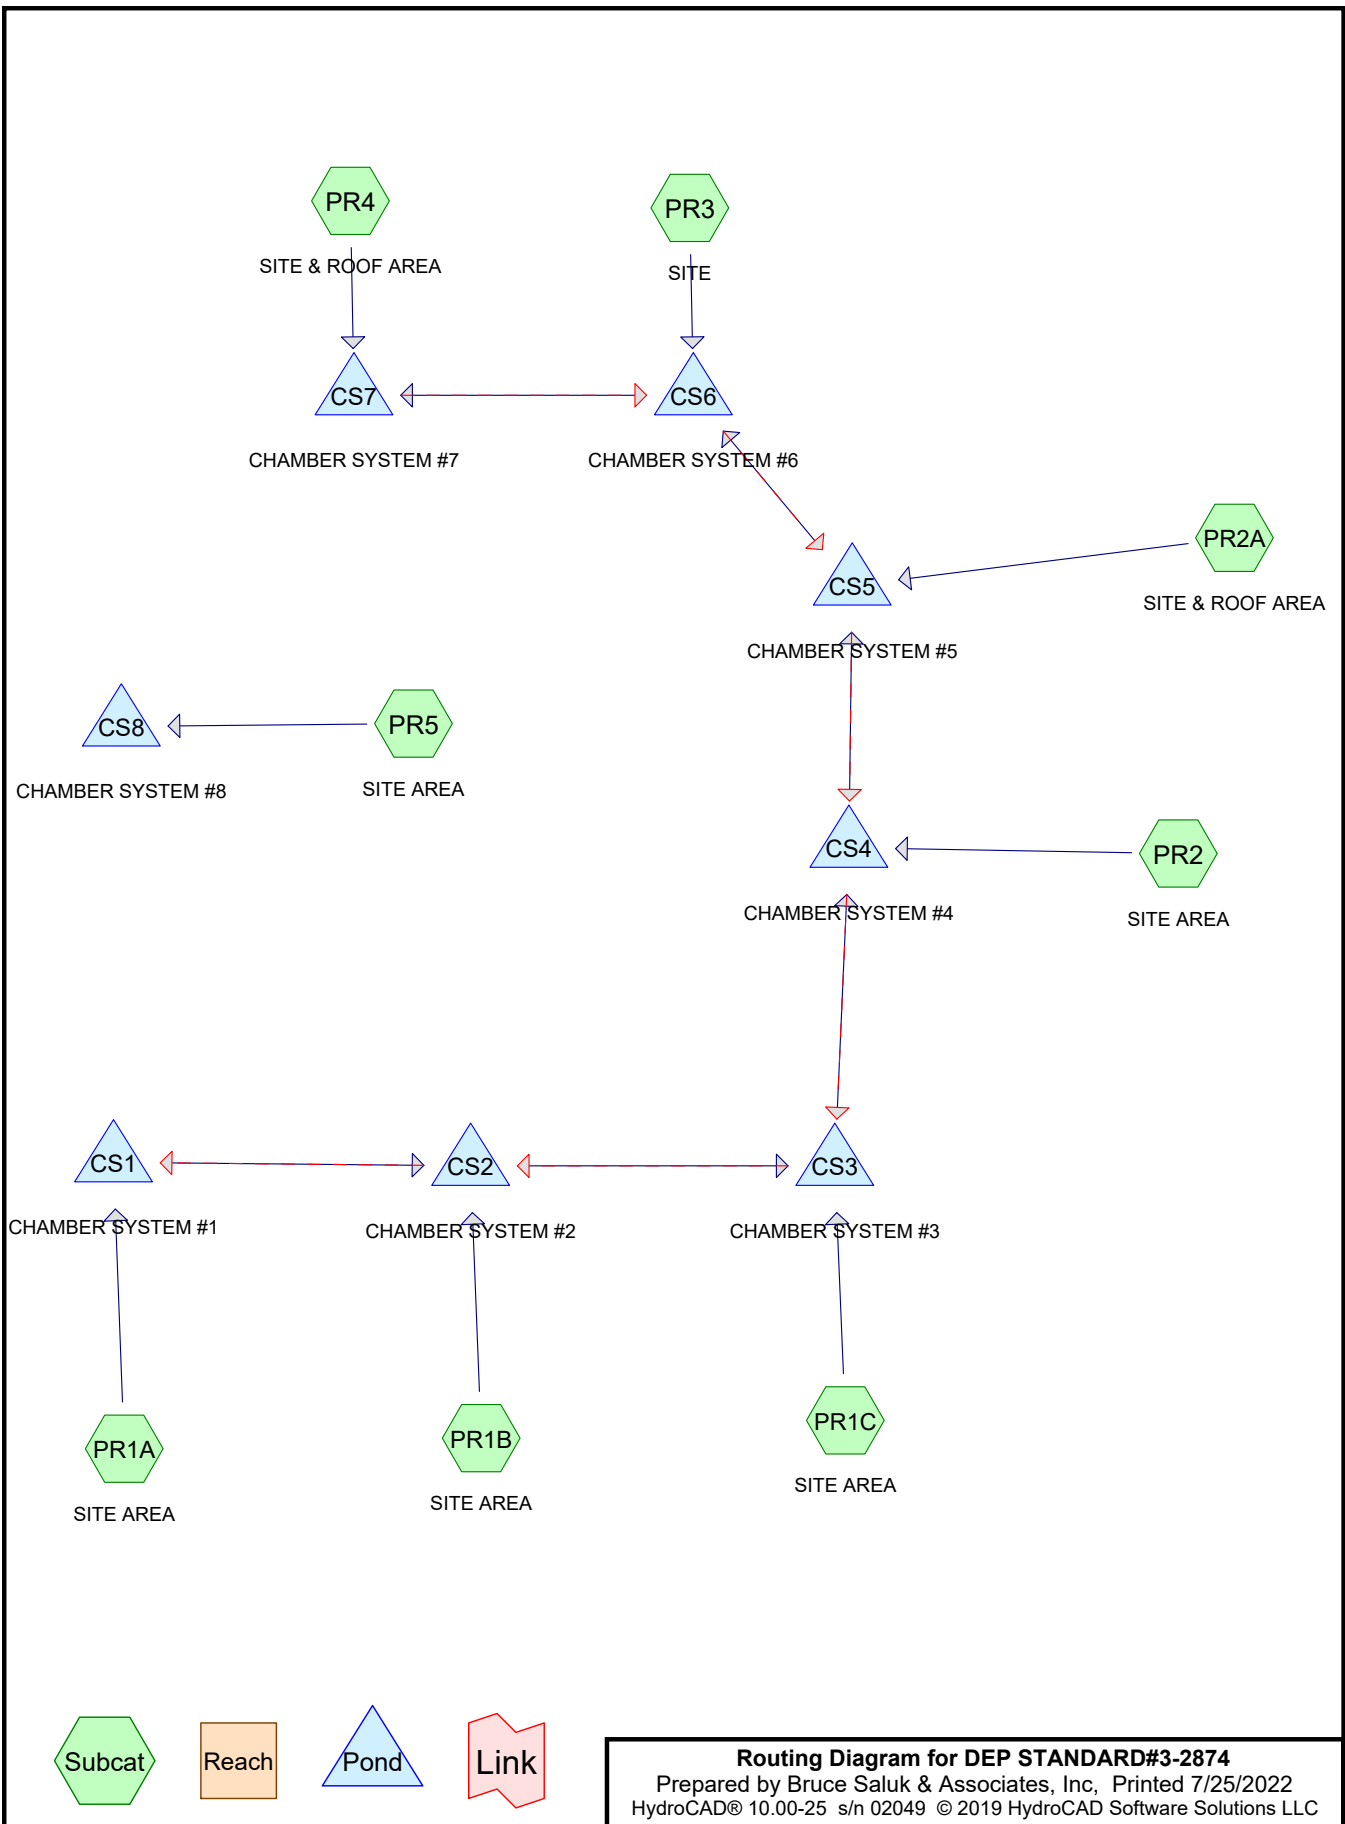 PR4
SITE & ROOF AREA
PR3
SITE
CS7
CHAMBER SYSTEM #7
CS6
CHAMBER SYSTEM #6
PR2A
SITE & ROOF AREA
CS5
CHAMBER SYSTEM #5
CS8
CHAMBER SYSTEM #8
PR5
SITE AREA
CS4
CHAMBER SYSTEM #4
PR2
SITE AREA
CS1
CHAMBER SYSTEM #1
CS2
CHAMBER SYSTEM #2
CS3
CHAMBER SYSTEM #3
PR1A
SITE AREA
PR1B
SITE AREA
PR1C
SITE AREA
Subcat
Reach
Pond
Link
Routing Diagram for DEP STANDARD#3-2874
Prepared by Bruce Saluk & Associates, Inc, Printed 7/25/2022
HydroCAD® 10.00-25 s/n 02049 © 2019 HydroCAD Software Solutions LLC